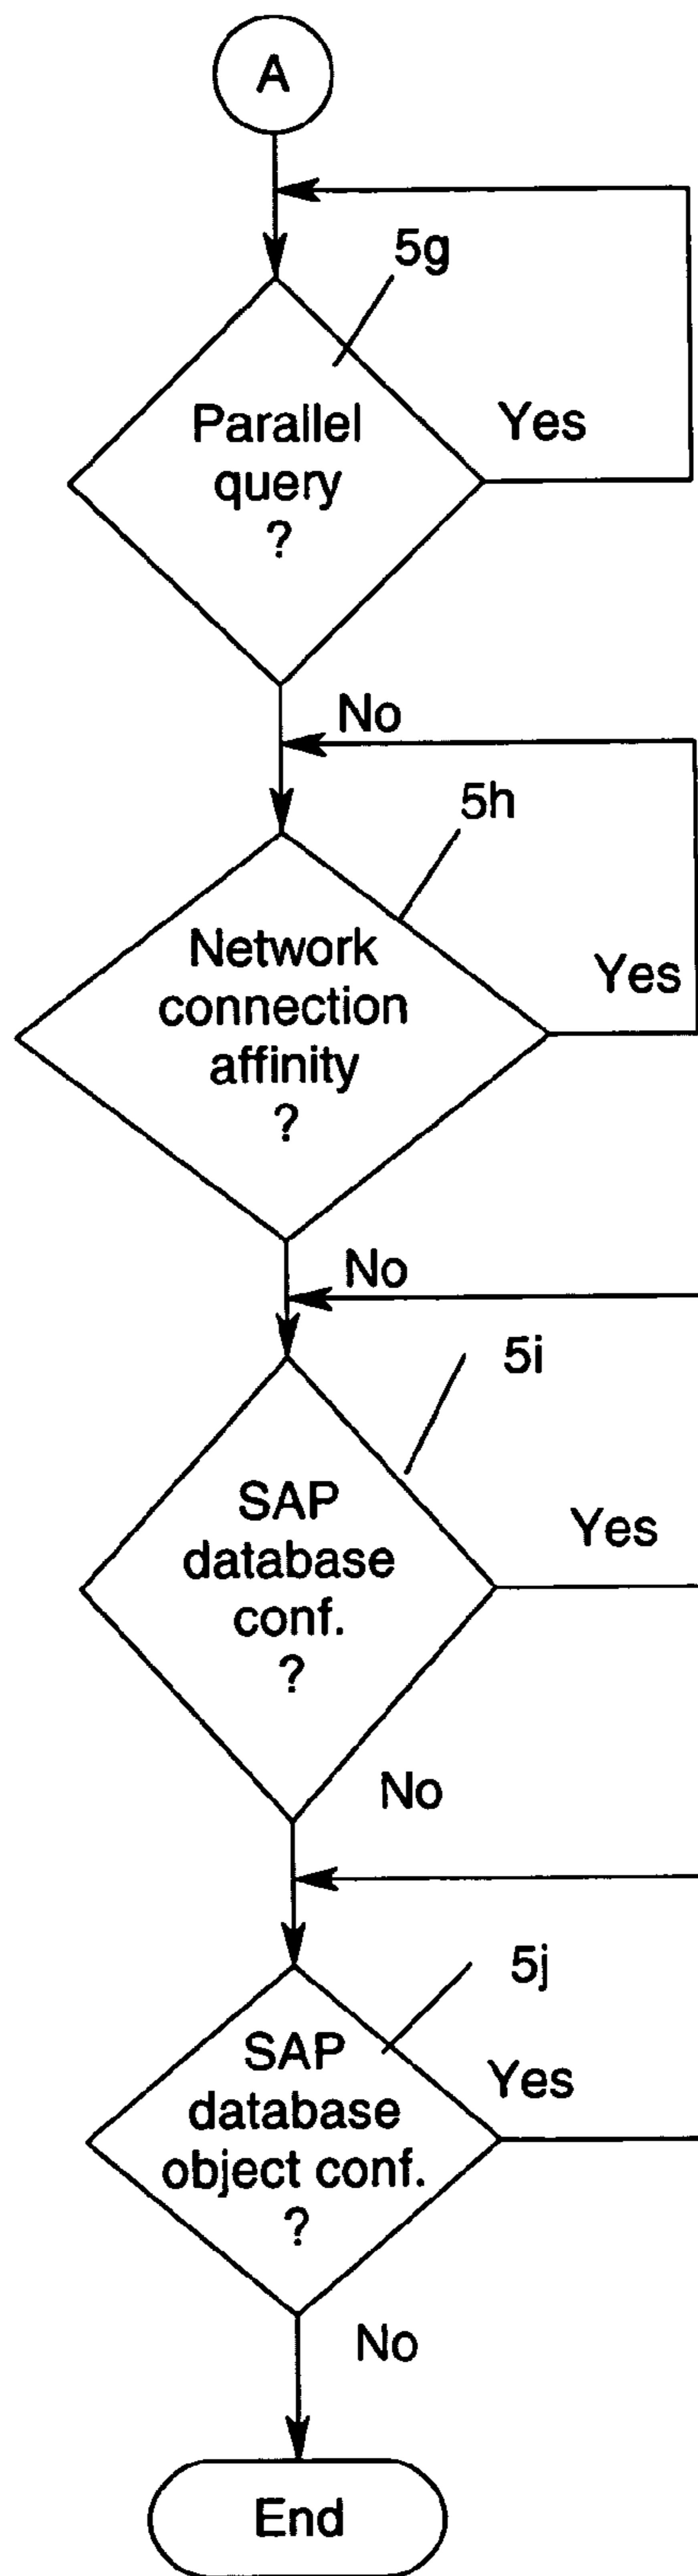 A
5g
Parallel
query
?
Yes
No
5h
Network
connection
affinity
?
Yes
No
5i
SAP
database
conf.
?
Yes
No
5j
SAP
database
object conf.
?
Yes
No
End